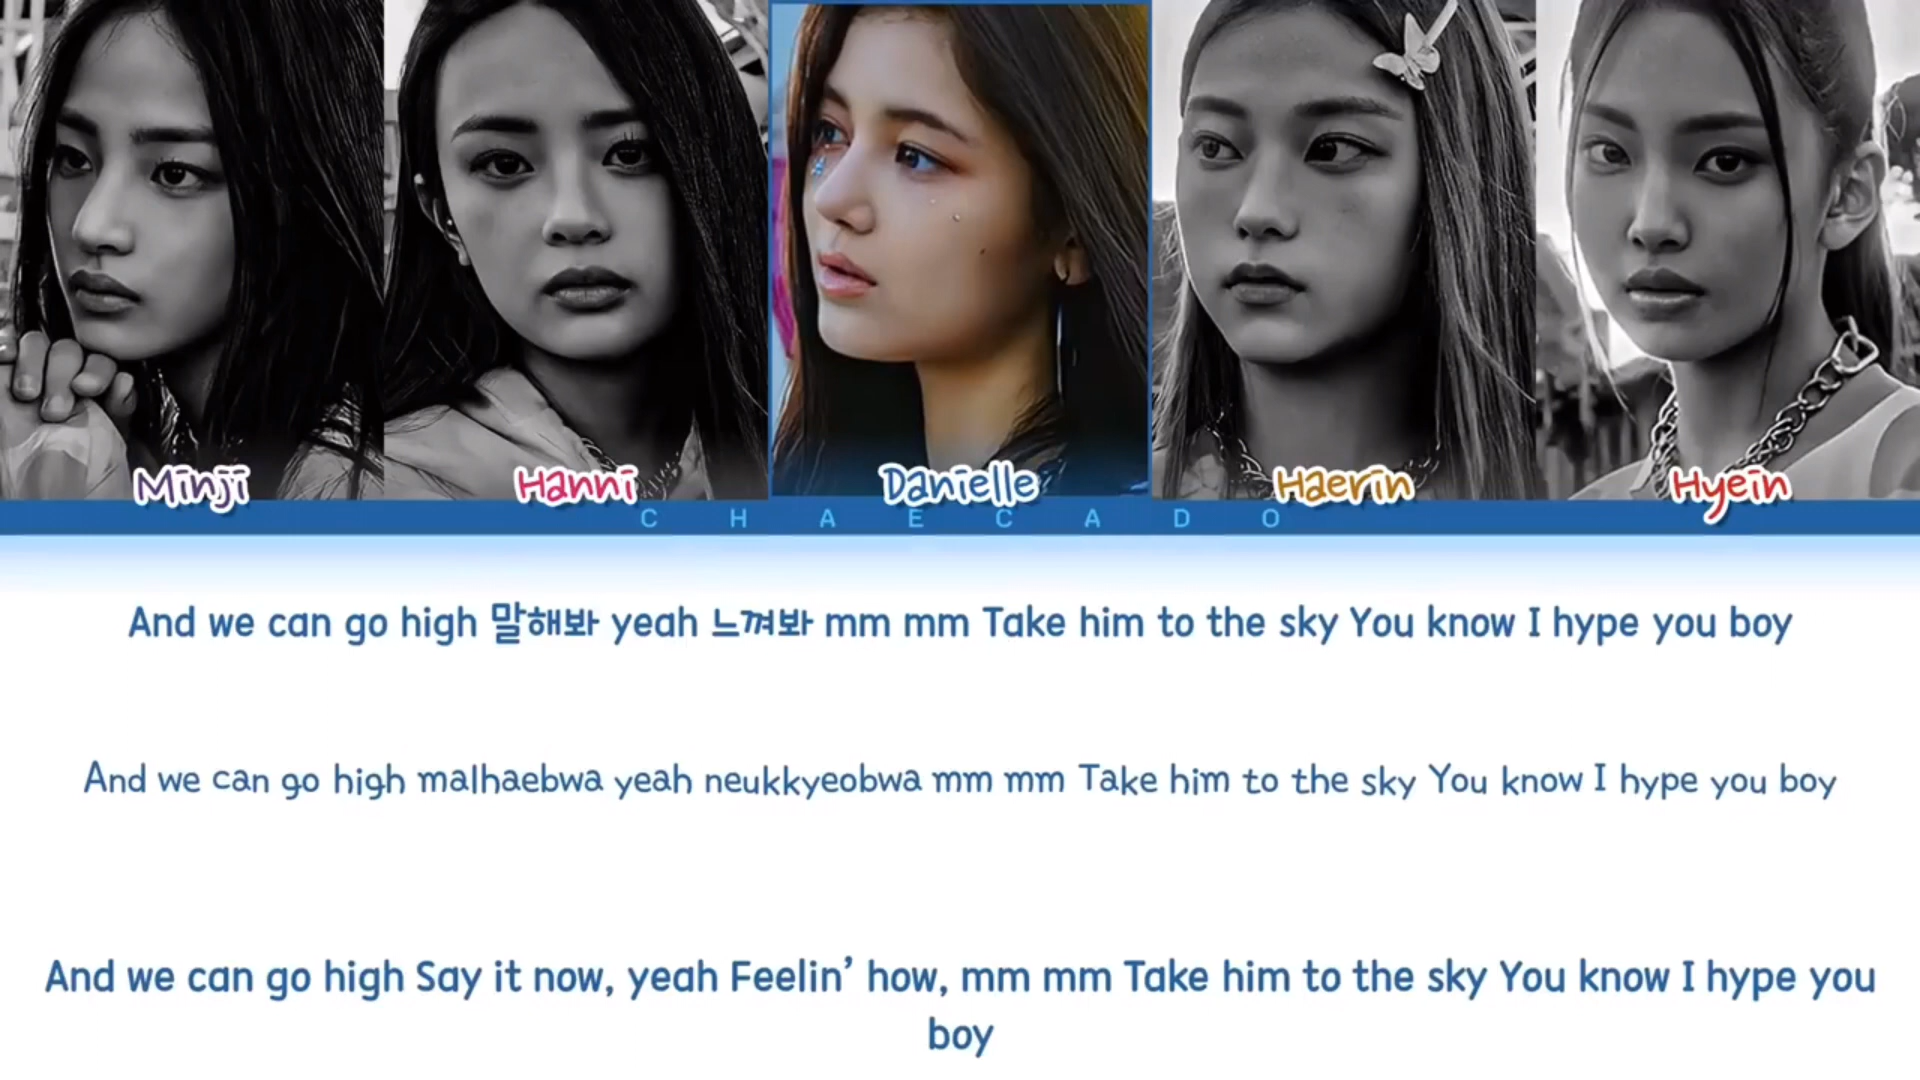 Minji Hanni Danielle Haerin Hyein
CHAECADO
And we can go high 말해봐 yeah 느껴봐 mm mm Take him to the sky You know I hype you boy
And we can go high malhaebwa yeah neukkyeobwa mm mm Take him to the sky You know I hype you boy
And we can go high Say it now, yeah Feelin’ how, mm mm Take him to the sky You know I hype you
boy